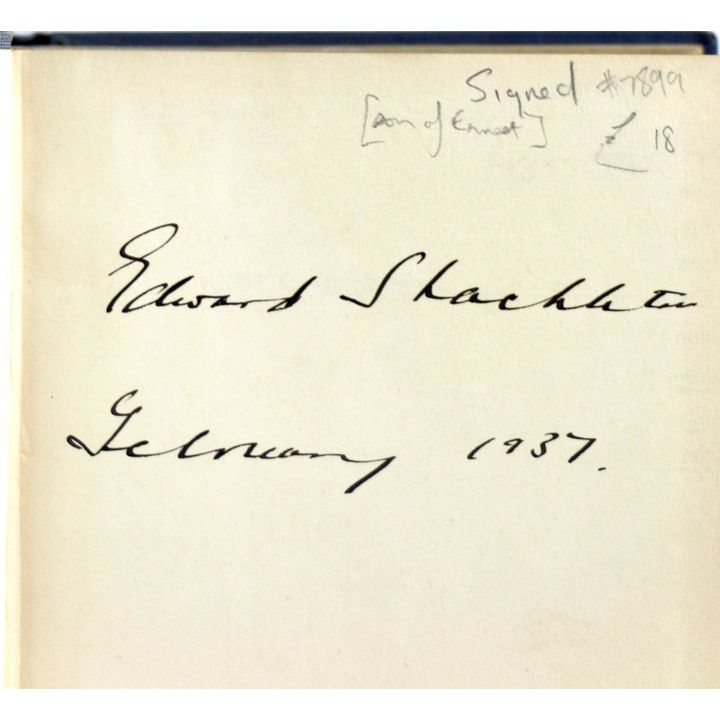 Signed #7899
[son of Ernest] £ 18
Edward Shackleton
February 1937.